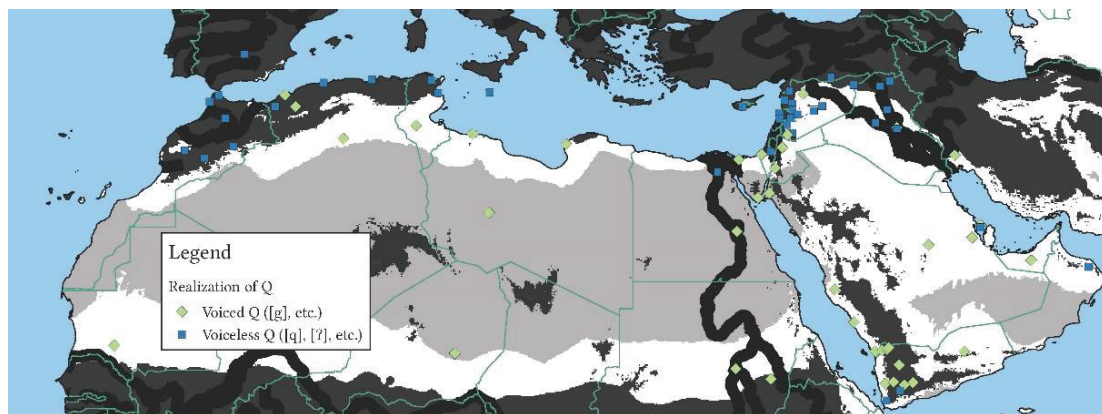 Legend
Realization of Q
Voiced Q ([g], etc.)
Voiceless Q ([q], [ʔ], etc.)